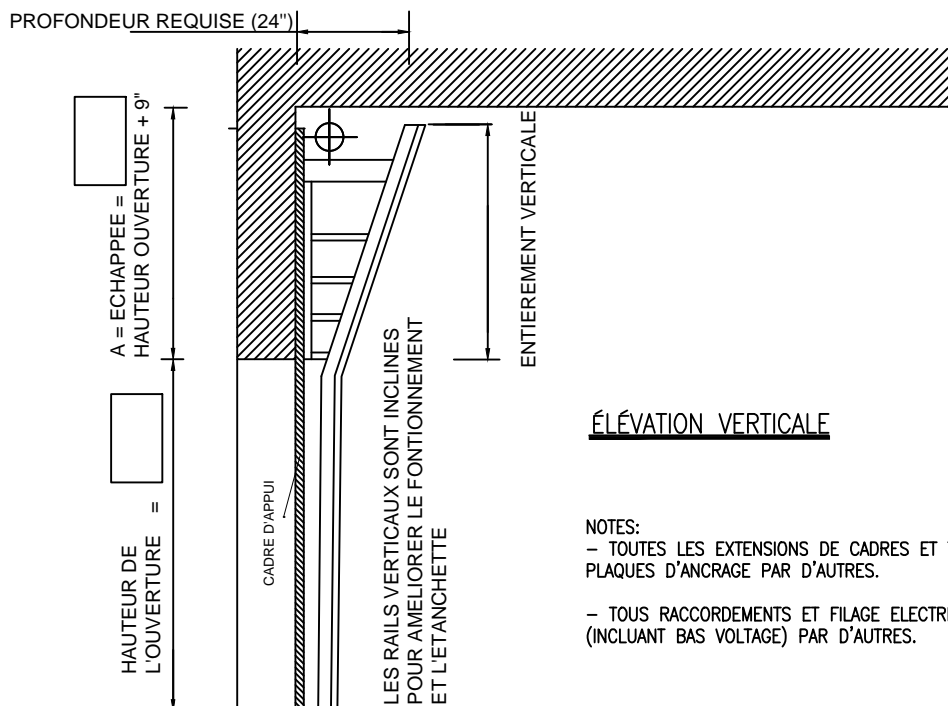 PROFONDEUR REQUISE (24")
A = ECHAPPEE =
HAUTEUR OUVERTURE + 9"
ENTIEREMENT VERTICALE
HAUTEUR DE
L'OUVERTURE =
CADRE D'APPUI
LES RAILS VERTICAUX SONT INCLINES
POUR AMELIORER LE FONTIONNEMENT
ET L'ETANCHETTE
ÉLÉVATION VERTICALE
NOTES:
– TOUTES LES EXTENSIONS DE CADRES ET
PLAQUES D'ANCRAGE PAR D'AUTRES.
– TOUS RACCORDEMENTS ET FILAGE ELECTRI
(INCLUANT BAS VOLTAGE) PAR D'AUTRES.